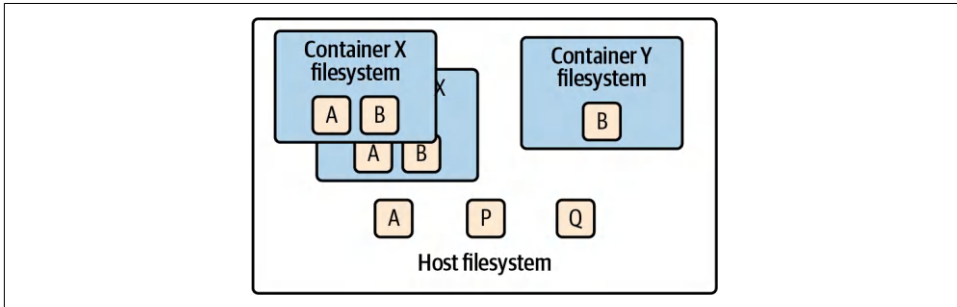 Container X
filesystem
A B
X
A B
Container Y
filesystem
B
A P Q
Host filesystem